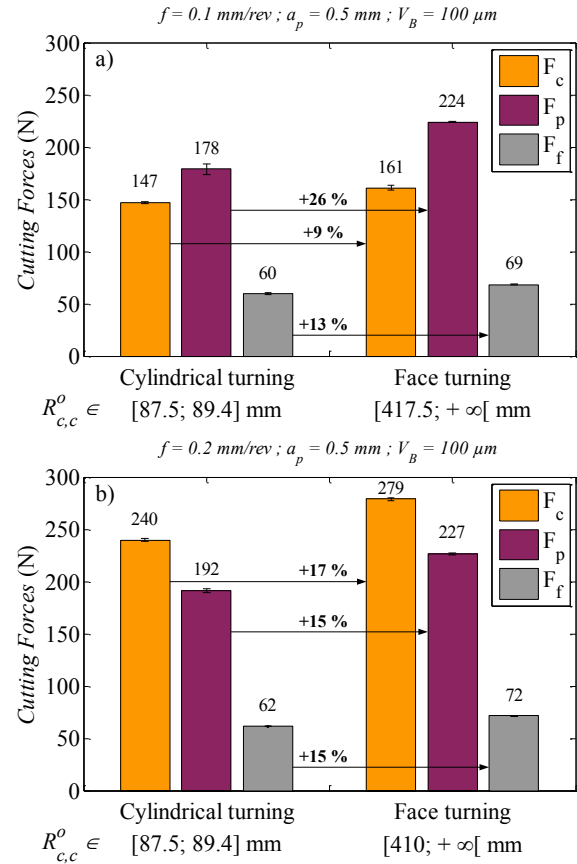 f = 0.1 mm/rev ; a_p = 0.5 mm ; V_B = 100 µm
a)
Cutting Forces (N)
300
250
200
150
100
50
0
F_c
F_p
F_f
147
178
60
161
224
69
+26 %
+9 %
+13 %
Cylindrical turning Face turning
R^o_{c,c} ∈ [87.5; 89.4] mm [417.5; + ∞[ mm
f = 0.2 mm/rev ; a_p = 0.5 mm ; V_B = 100 µm
b)
Cutting Forces (N)
300
250
200
150
100
50
0
F_c
F_p
F_f
240
192
62
279
227
72
+17 %
+15 %
+15 %
Cylindrical turning Face turning
R^o_{c,c} ∈ [87.5; 89.4] mm [410; + ∞[ mm